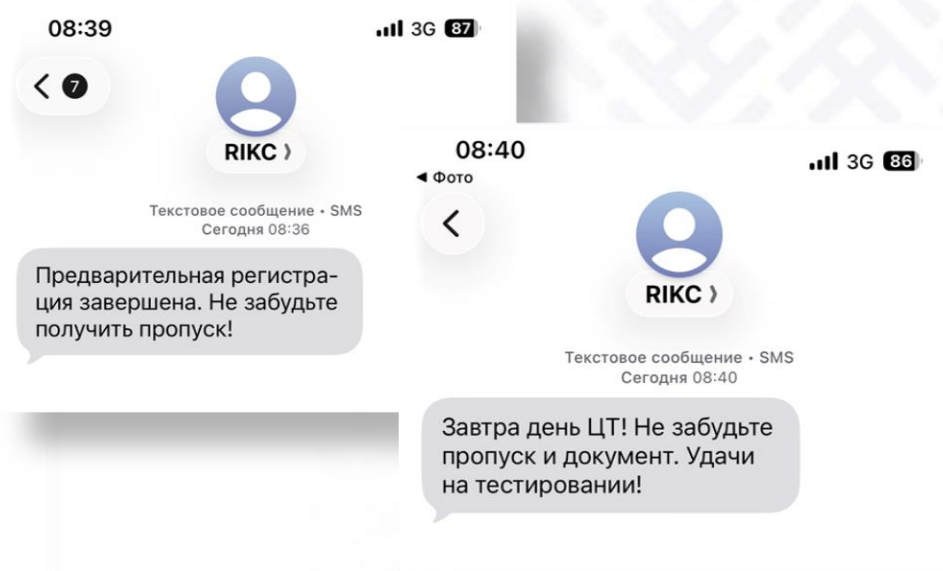 08:39
3G 87
7
RIKC
Текстовое сообщение • SMS
Сегодня 08:36
Предварительная регистра-
ция завершена. Не забудьте
получить пропуск!
08:40
3G 86
Фото
RIKC
Текстовое сообщение • SMS
Сегодня 08:40
Завтра день ЦТ! Не забудьте
пропуск и документ. Удачи
на тестировании!